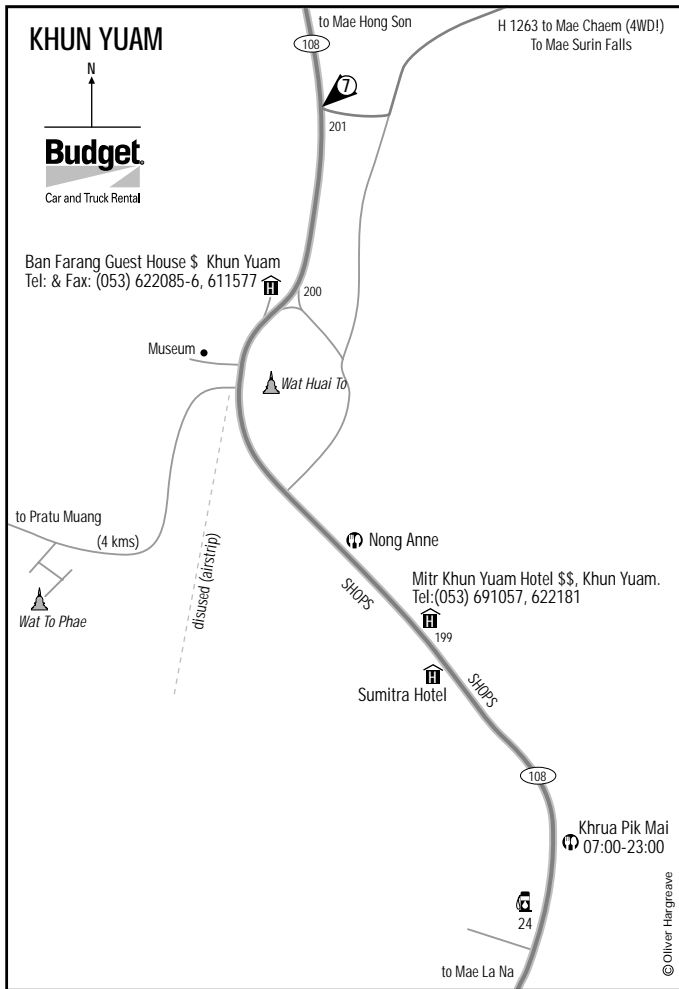 KHUN YUAM
N
Budget
Car and Truck Rental
to Mae Hong Son
108
H 1263 to Mae Chaem (4WD!)
To Mae Surin Falls
7
201
Ban Farang Guest House $ Khun Yuam
Tel: & Fax: (053) 622085-6, 611577
H
200
Museum
Wat Huai To
to Pratu Muang
(4 kms)
disused (airstrip)
Wat To Phae
Nong Anne
SHOPS
Mitr Khun Yuam Hotel $$, Khun Yuam.
Tel:(053) 691057, 622181
H
199
H
Sumitra Hotel
SHOPS
108
Khrua Pik Mai
07:00-23:00
24
to Mae La Na
© Oliver Hargreave